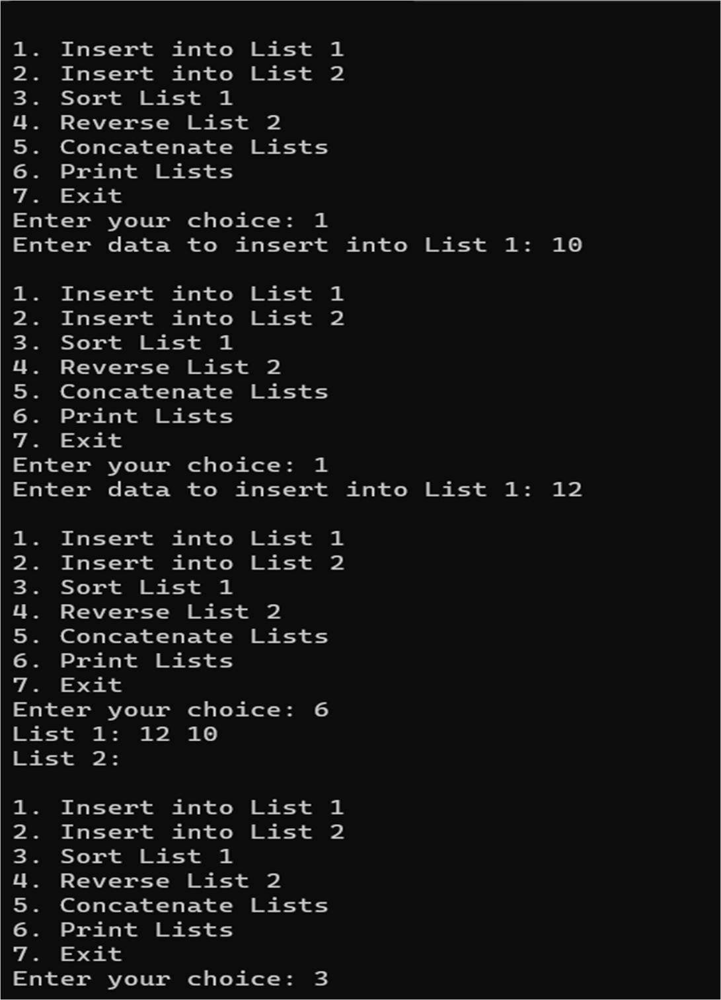 1. Insert into List 1
2. Insert into List 2
3. Sort List 1
4. Reverse List 2
5. Concatenate Lists
6. Print Lists
7. Exit
Enter your choice: 1
Enter data to insert into List 1: 10
1. Insert into List 1
2. Insert into List 2
3. Sort List 1
4. Reverse List 2
5. Concatenate Lists
6. Print Lists
7. Exit
Enter your choice: 1
Enter data to insert into List 1: 12
1. Insert into List 1
2. Insert into List 2
3. Sort List 1
4. Reverse List 2
5. Concatenate Lists
6. Print Lists
7. Exit
Enter your choice: 6
List 1: 12 10
List 2:
1. Insert into List 1
2. Insert into List 2
3. Sort List 1
4. Reverse List 2
5. Concatenate Lists
6. Print Lists
7. Exit
Enter your choice: 3